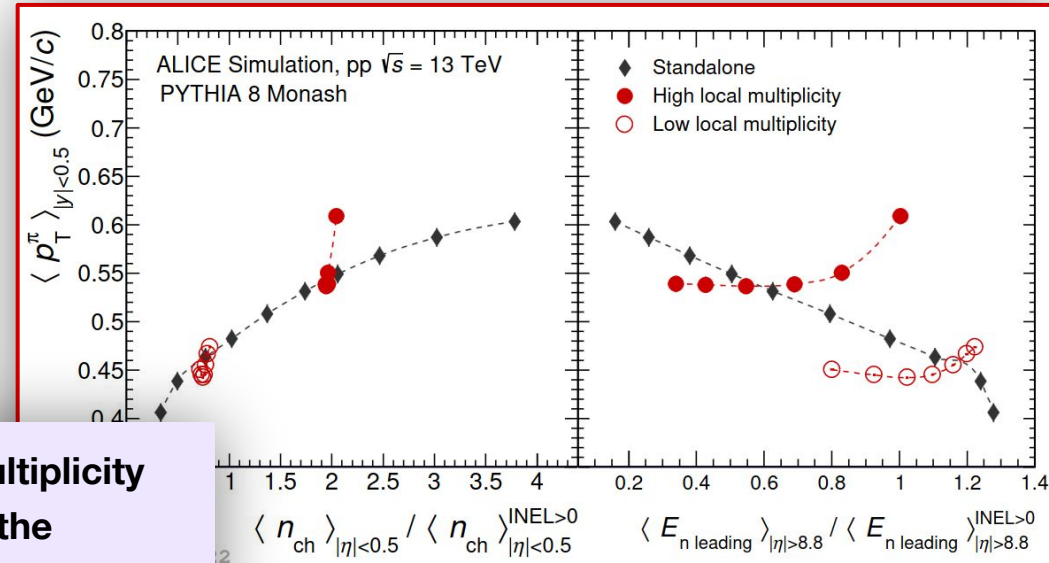 0.8
0.75
0.7
0.65
0.6
0.55
0.5
0.45
0.4
⟨ p_T^π ⟩_|y|<0.5 (GeV/c)
ALICE Simulation, pp √s = 13 TeV
PYTHIA 8 Monash
Standalone
High local multiplicity
Low local multiplicity
1 1.5 2 2.5 3 3.5 4
0.2 0.4 0.6 0.8 1 1.2 1.4
⟨ n_ch ⟩_|η|<0.5 / ⟨ n_ch ⟩_|η|<0.5^INEL>0
⟨ E_n leading ⟩_|η|>8.8 / ⟨ E_n leading ⟩_|η|>8.8^INEL>0
the